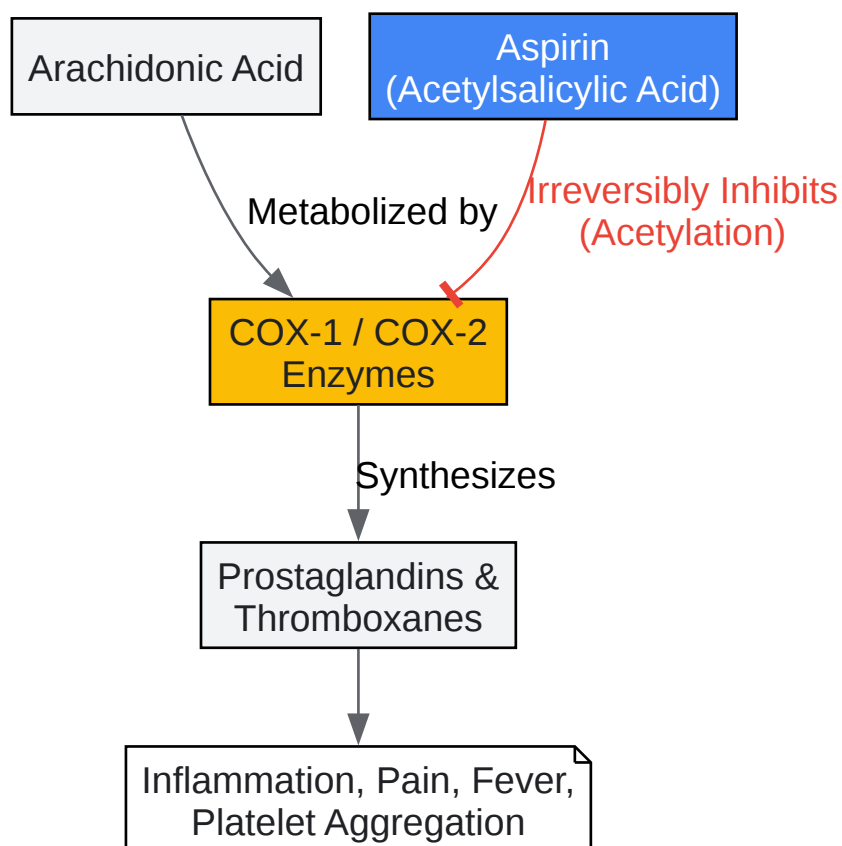 Arachidonic Acid
Aspirin
(Acetylsalicylic Acid)
Metabolized by
Irreversibly Inhibits
(Acetylation)
COX-1 / COX-2
Enzymes
Synthesizes
Prostaglandins &
Thromboxanes
Inflammation, Pain, Fever,
Platelet Aggregation